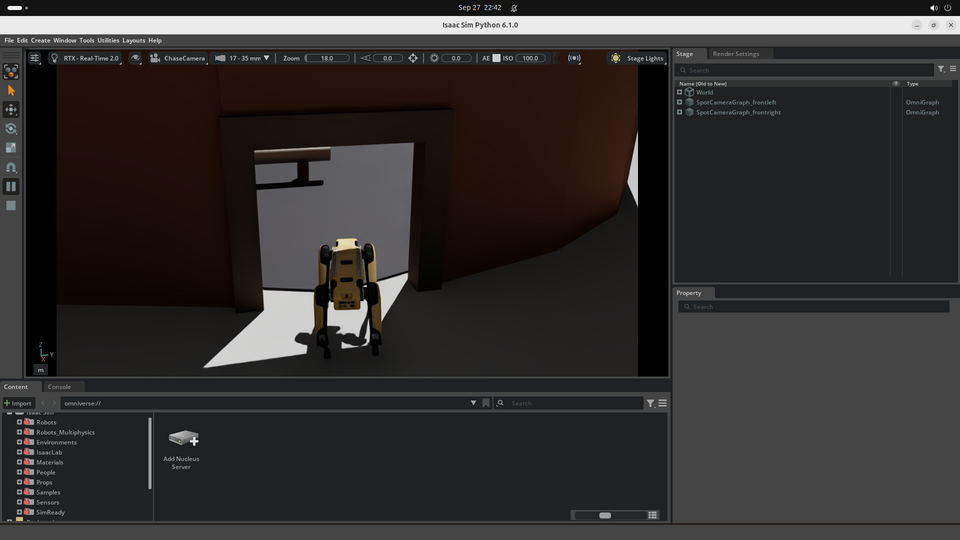 Sep 27 22:42
Isaac Sim Python 6.1.0
File Edit Create Window Tools Utilities Layouts Help
RTX - Real-Time 2.0
ChaseCamera
17 - 35 mm
Zoom
18.0
0.0
0.0
AE
ISO
100.0
Stage Lights
Z
Y
X
m
Stage
Render Settings
Search
Name (Old to New)
Type
World
SpotCameraGraph_frontleft OmniGraph
SpotCameraGraph_frontright OmniGraph
Property
Search
Content
Console
Import
omniverse://
Search
Robots
Robots_Multiphysics
Environments
IsaacLab
Materials
People
Props
Samples
Sensors
SimReady
Add Nucleus
Server